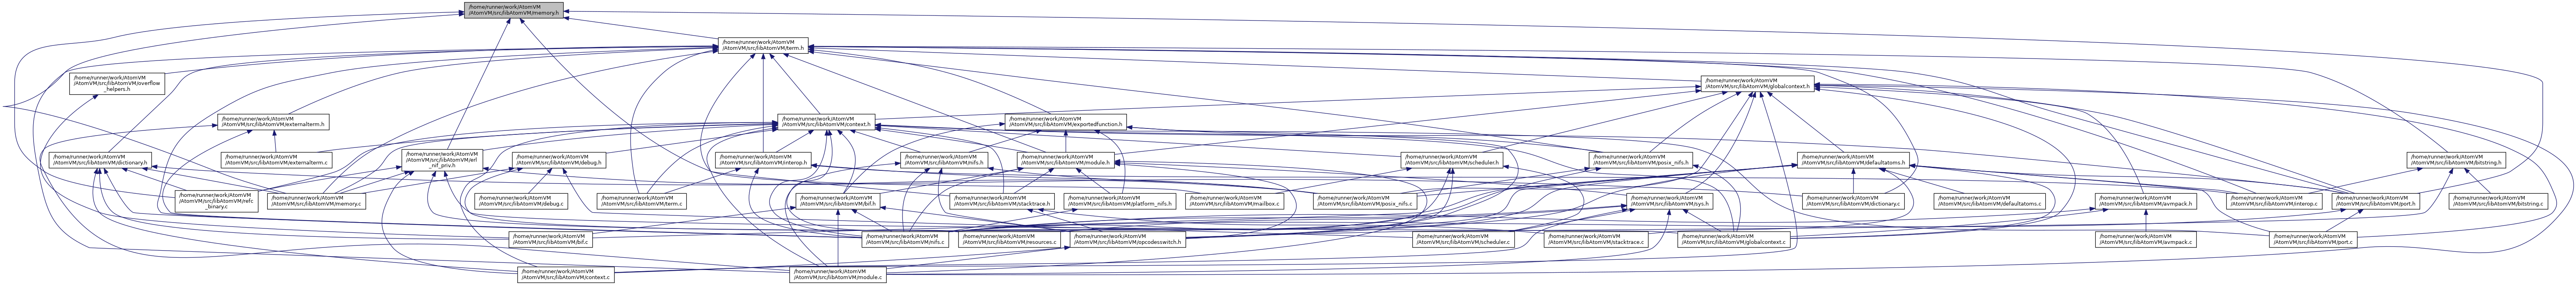 /home/runner/work/AtomVM
/AtomVM/src/libAtomVM/memory.h
/home/runner/work/AtomVM
/AtomVM/src/libAtomVM/term.h
/home/runner/work/AtomVM
/AtomVM/src/libAtomVM/overflow
_helpers.h
/home/runner/work/AtomVM
/AtomVM/src/libAtomVM/globalcontext.h
/home/runner/work/AtomVM
/AtomVM/src/libAtomVM/externalterm.h
/home/runner/work/AtomVM
/AtomVM/src/libAtomVM/context.h
/home/runner/work/AtomVM
/AtomVM/src/libAtomVM/exportedfunction.h
/home/runner/work/AtomVM
/AtomVM/src/libAtomVM/dictionary.h
/home/runner/work/AtomVM
/AtomVM/src/libAtomVM/externalterm.c
/home/runner/work/AtomVM
/AtomVM/src/libAtomVM/erl
_nif_priv.h
/home/runner/work/AtomVM
/AtomVM/src/libAtomVM/debug.h
/home/runner/work/AtomVM
/AtomVM/src/libAtomVM/interop.h
/home/runner/work/AtomVM
/AtomVM/src/libAtomVM/nifs.h
/home/runner/work/AtomVM
/AtomVM/src/libAtomVM/module.h
/home/runner/work/AtomVM
/AtomVM/src/libAtomVM/scheduler.h
/home/runner/work/AtomVM
/AtomVM/src/libAtomVM/posix_nifs.h
/home/runner/work/AtomVM
/AtomVM/src/libAtomVM/defaultatoms.h
/home/runner/work/AtomVM
/AtomVM/src/libAtomVM/bitstring.h
/home/runner/work/AtomVM
/AtomVM/src/libAtomVM/refc
_binary.c
/home/runner/work/AtomVM
/AtomVM/src/libAtomVM/memory.c
/home/runner/work/AtomVM
/AtomVM/src/libAtomVM/debug.c
/home/runner/work/AtomVM
/AtomVM/src/libAtomVM/term.c
/home/runner/work/AtomVM
/AtomVM/src/libAtomVM/bif.h
/home/runner/work/AtomVM
/AtomVM/src/libAtomVM/stacktrace.h
/home/runner/work/AtomVM
/AtomVM/src/libAtomVM/platform_nifs.h
/home/runner/work/AtomVM
/AtomVM/src/libAtomVM/mailbox.c
/home/runner/work/AtomVM
/AtomVM/src/libAtomVM/posix_nifs.c
/home/runner/work/AtomVM
/AtomVM/src/libAtomVM/sys.h
/home/runner/work/AtomVM
/AtomVM/src/libAtomVM/dictionary.c
/home/runner/work/AtomVM
/AtomVM/src/libAtomVM/defaultatoms.c
/home/runner/work/AtomVM
/AtomVM/src/libAtomVM/avmpack.h
/home/runner/work/AtomVM
/AtomVM/src/libAtomVM/interop.c
/home/runner/work/AtomVM
/AtomVM/src/libAtomVM/port.h
/home/runner/work/AtomVM
/AtomVM/src/libAtomVM/bitstring.c
/home/runner/work/AtomVM
/AtomVM/src/libAtomVM/bif.c
/home/runner/work/AtomVM
/AtomVM/src/libAtomVM/nifs.c
/home/runner/work/AtomVM
/AtomVM/src/libAtomVM/resources.c
/home/runner/work/AtomVM
/AtomVM/src/libAtomVM/opcodesswitch.h
/home/runner/work/AtomVM
/AtomVM/src/libAtomVM/scheduler.c
/home/runner/work/AtomVM
/AtomVM/src/libAtomVM/stacktrace.c
/home/runner/work/AtomVM
/AtomVM/src/libAtomVM/globalcontext.c
/home/runner/work/AtomVM
/AtomVM/src/libAtomVM/avmpack.c
/home/runner/work/AtomVM
/AtomVM/src/libAtomVM/port.c
/home/runner/work/AtomVM
/AtomVM/src/libAtomVM/context.c
/home/runner/work/AtomVM
/AtomVM/src/libAtomVM/module.c